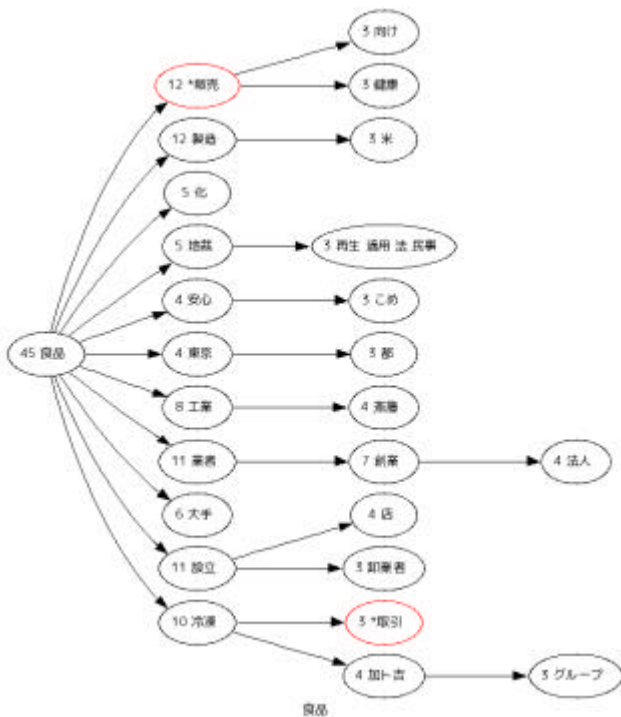 3 向け
12 *販売
3 健康
12 製造
3 米
5 化
5 地裁
3 再生 適用 法 民事
4 安心
3 こめ
45 食品
4 東京
3 都
8 工業
4 斎藤
11 業者
7 創業
4 法人
6 大手
4 店
11 設立
3 卸業者
10 冷凍
3 *取引
4 加ト吉
3 グループ
食品